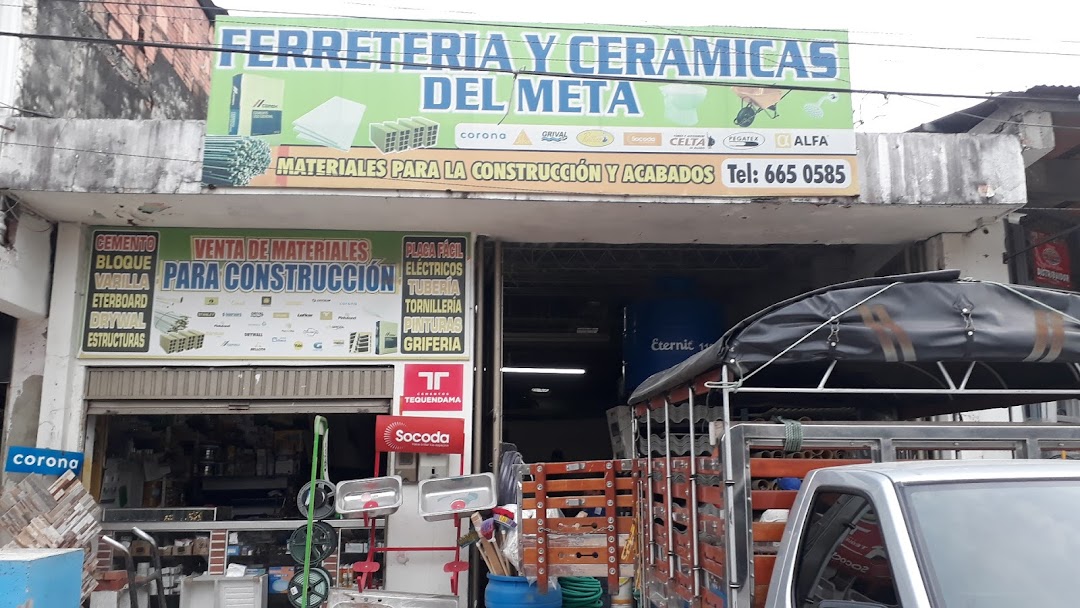 FERRETERIA Y CERAMICAS
DEL META
corona GRIVAL Socoda CELTA PEGATEX ALFA
MATERIALES PARA LA CONSTRUCCIÓN Y ACABADOS Tel: 665 0585
CEMENTO
BLOQUE
VARILLA
ETERBOARD
DRYWAL
ESTRUCTURAS
VENTA DE MATERIALES
PARA CONSTRUCCIÓN
PLACA FÁCIL
ELÉCTRICOS
TUBERÍA
TORNILLERÍA
PINTURAS
GRIFERIA
Eternit
CEMENTOS
TEQUENDAMA
Socoda
corona
DISTRIBUIDOR